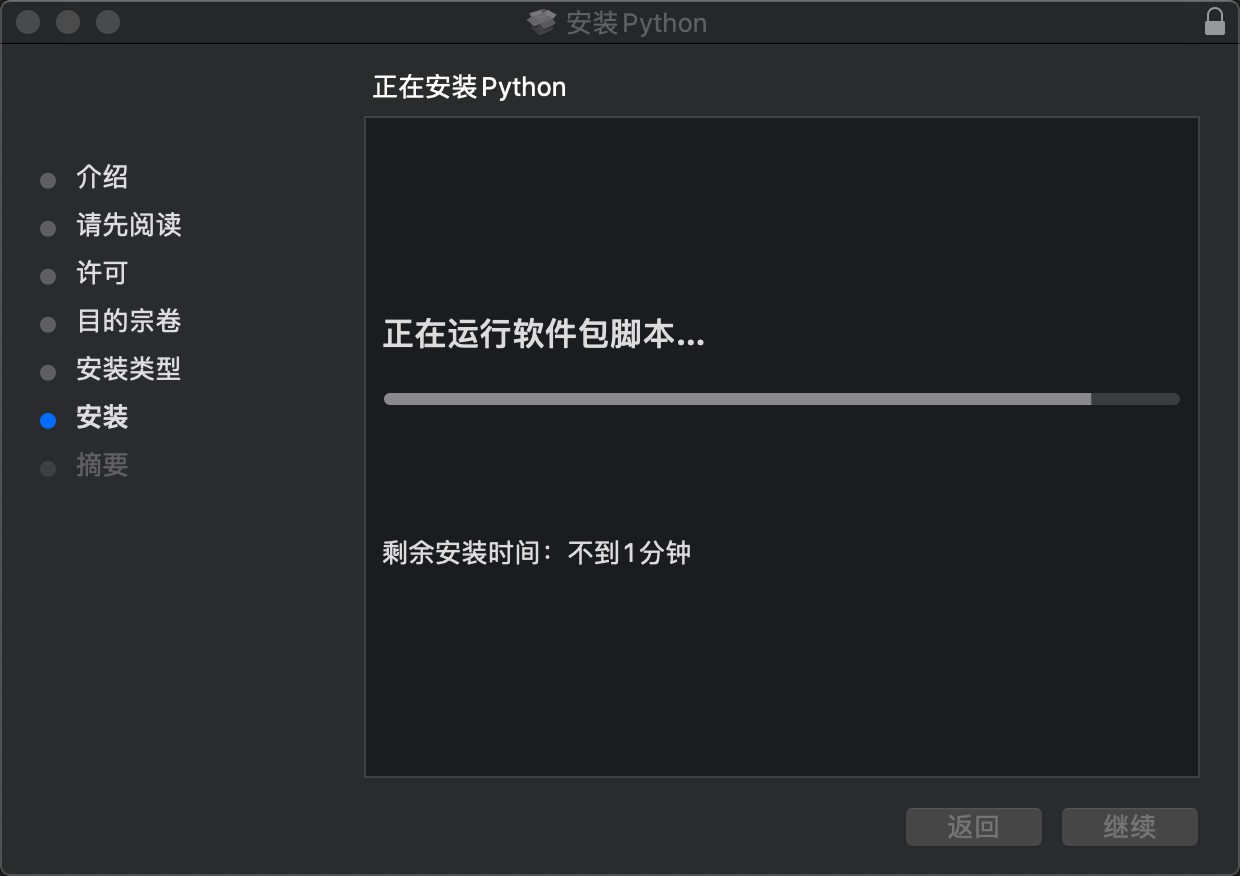 安装Python
正在安装Python
介绍
请先阅读
许可
目的宗卷
安装类型
安装
摘要
正在运行软件包脚本...
剩余安装时间：不到1分钟
返回
继续